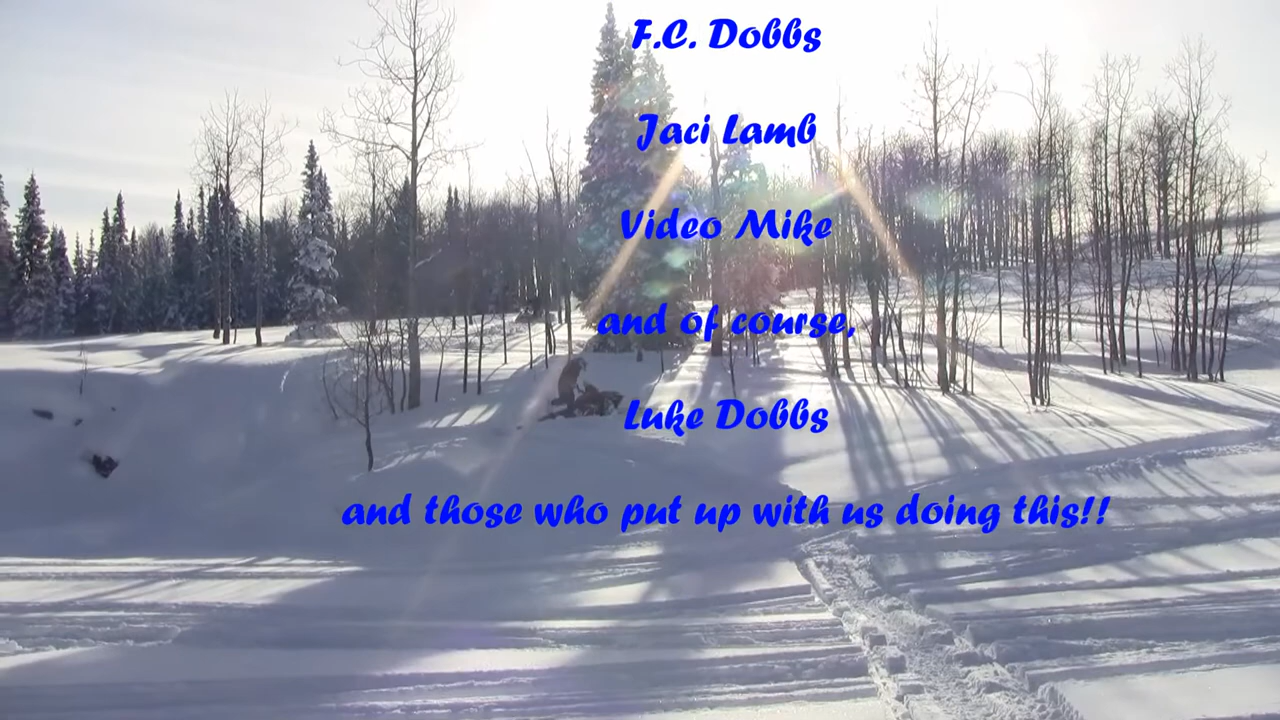 F.C. Dobbs
Jaci Lamb
Video Mike
and of course,
Luke Dobbs
and those who put up with us doing this!!